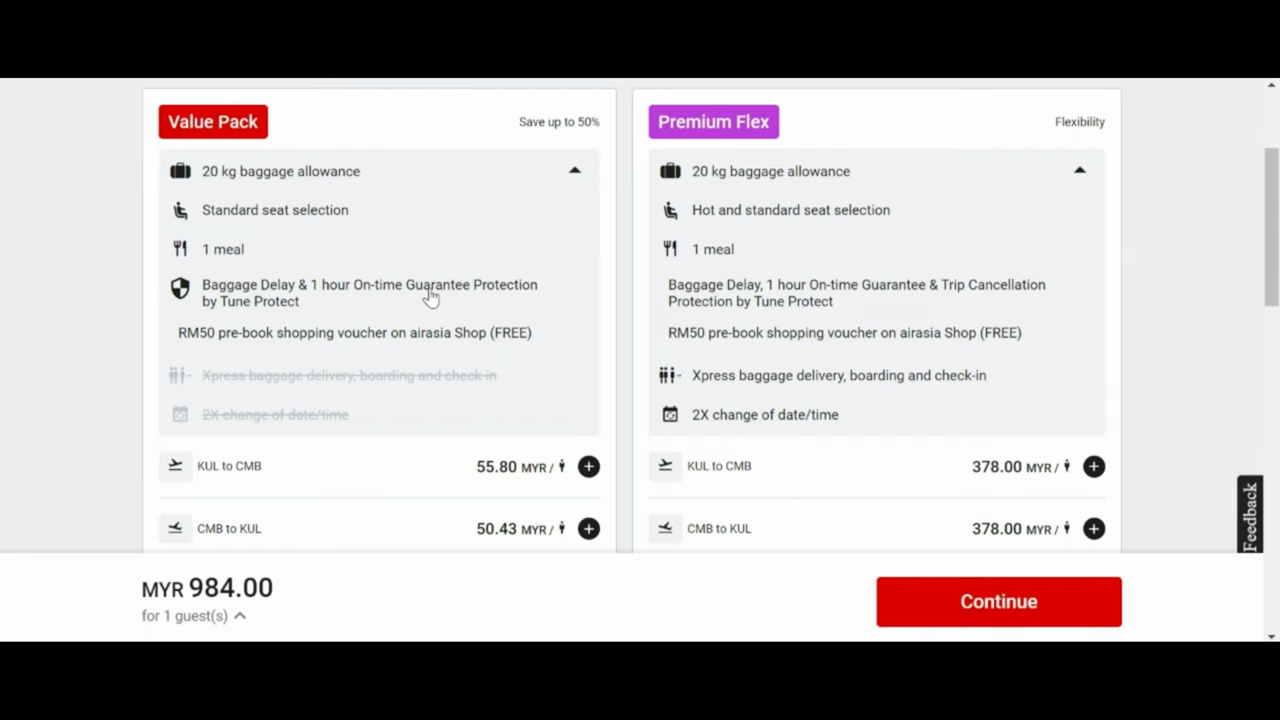 Value Pack
Save up to 50%
20 kg baggage allowance
Standard seat selection
1 meal
Baggage Delay & 1 hour On-time Guarantee Protection
by Tune Protect
RM50 pre-book shopping voucher on airasia Shop (FREE)
Xpress baggage delivery, boarding and check-in
2X change of date/time
KUL to CMB
55.80 MYR /
CMB to KUL
50.43 MYR /
Premium Flex
Flexibility
20 kg baggage allowance
Hot and standard seat selection
1 meal
Baggage Delay, 1 hour On-time Guarantee & Trip Cancellation
Protection by Tune Protect
RM50 pre-book shopping voucher on airasia Shop (FREE)
Xpress baggage delivery, boarding and check-in
2X change of date/time
KUL to CMB
378.00 MYR /
CMB to KUL
378.00 MYR /
Feedback
MYR 984.00
for 1 guest(s)
Continue